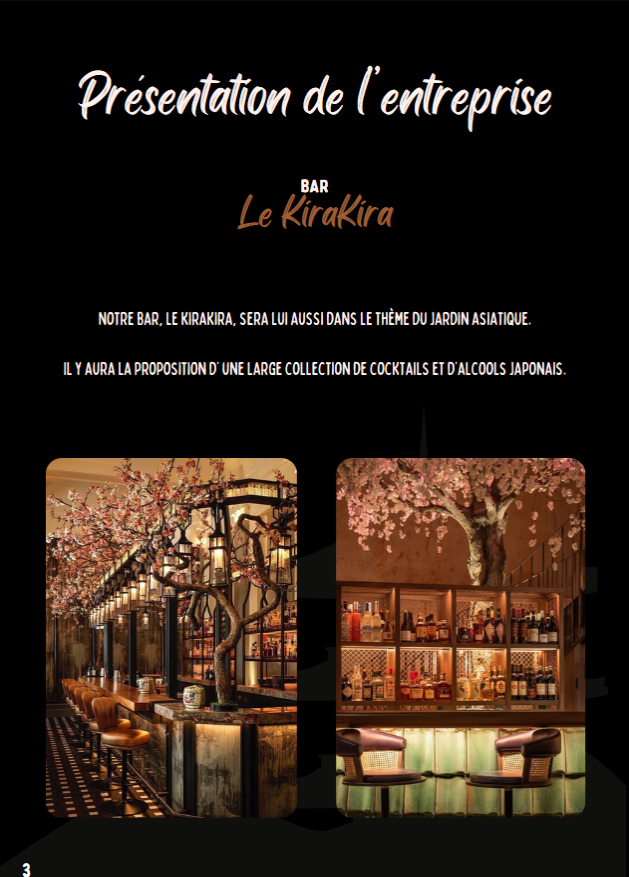 Présentation de l'entreprise
BAR
Le KiraKira
NOTRE BAR, LE KIRAKIRA, SERA LUI AUSSI DANS LE THÈME DU JARDIN ASIATIQUE.
IL Y AURA LA PROPOSITION D' UNE LARGE COLLECTION DE COCKTAILS ET D'ALCOOLS JAPONAIS.
3